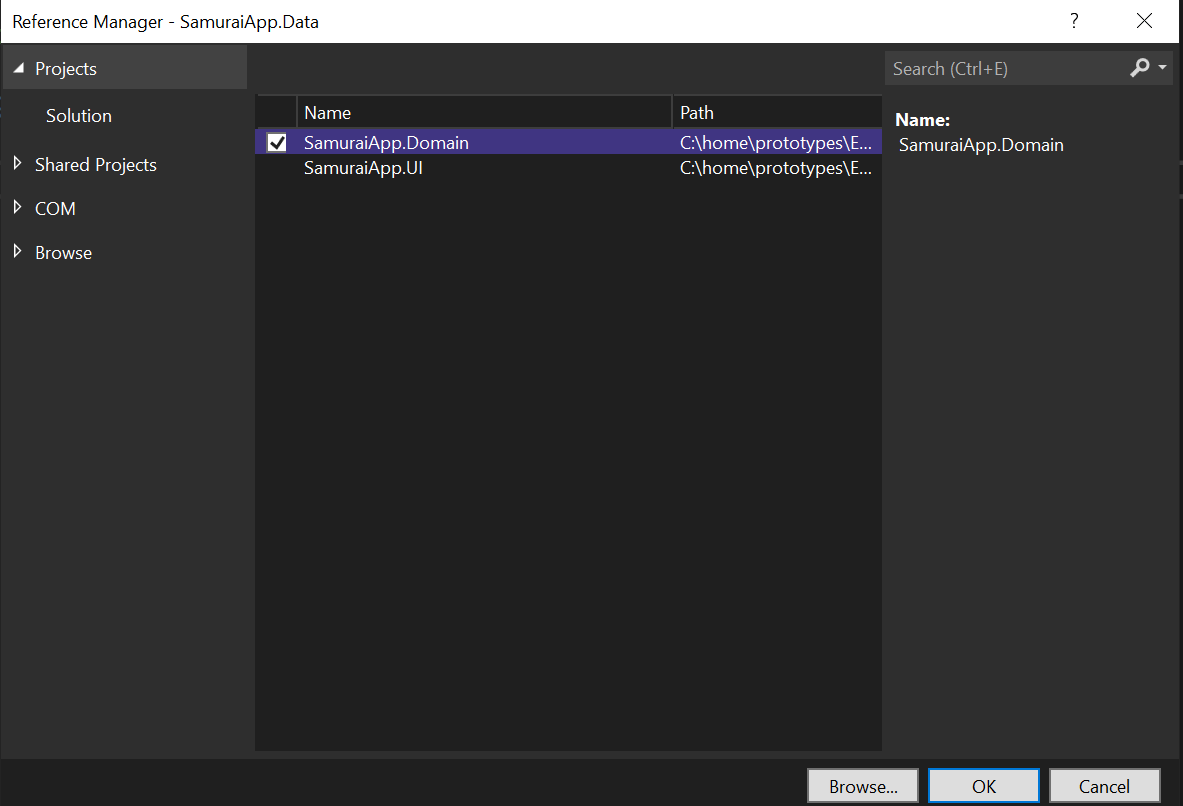 Reference Manager - SamuraiApp.Data
?
Projects
Search (Ctrl+E)
Solution
Shared Projects
COM
Browse
Name Path
SamuraiApp.Domain C:\home\prototypes\E...
SamuraiApp.UI C:\home\prototypes\E...
Name:
SamuraiApp.Domain
Browse... OK Cancel